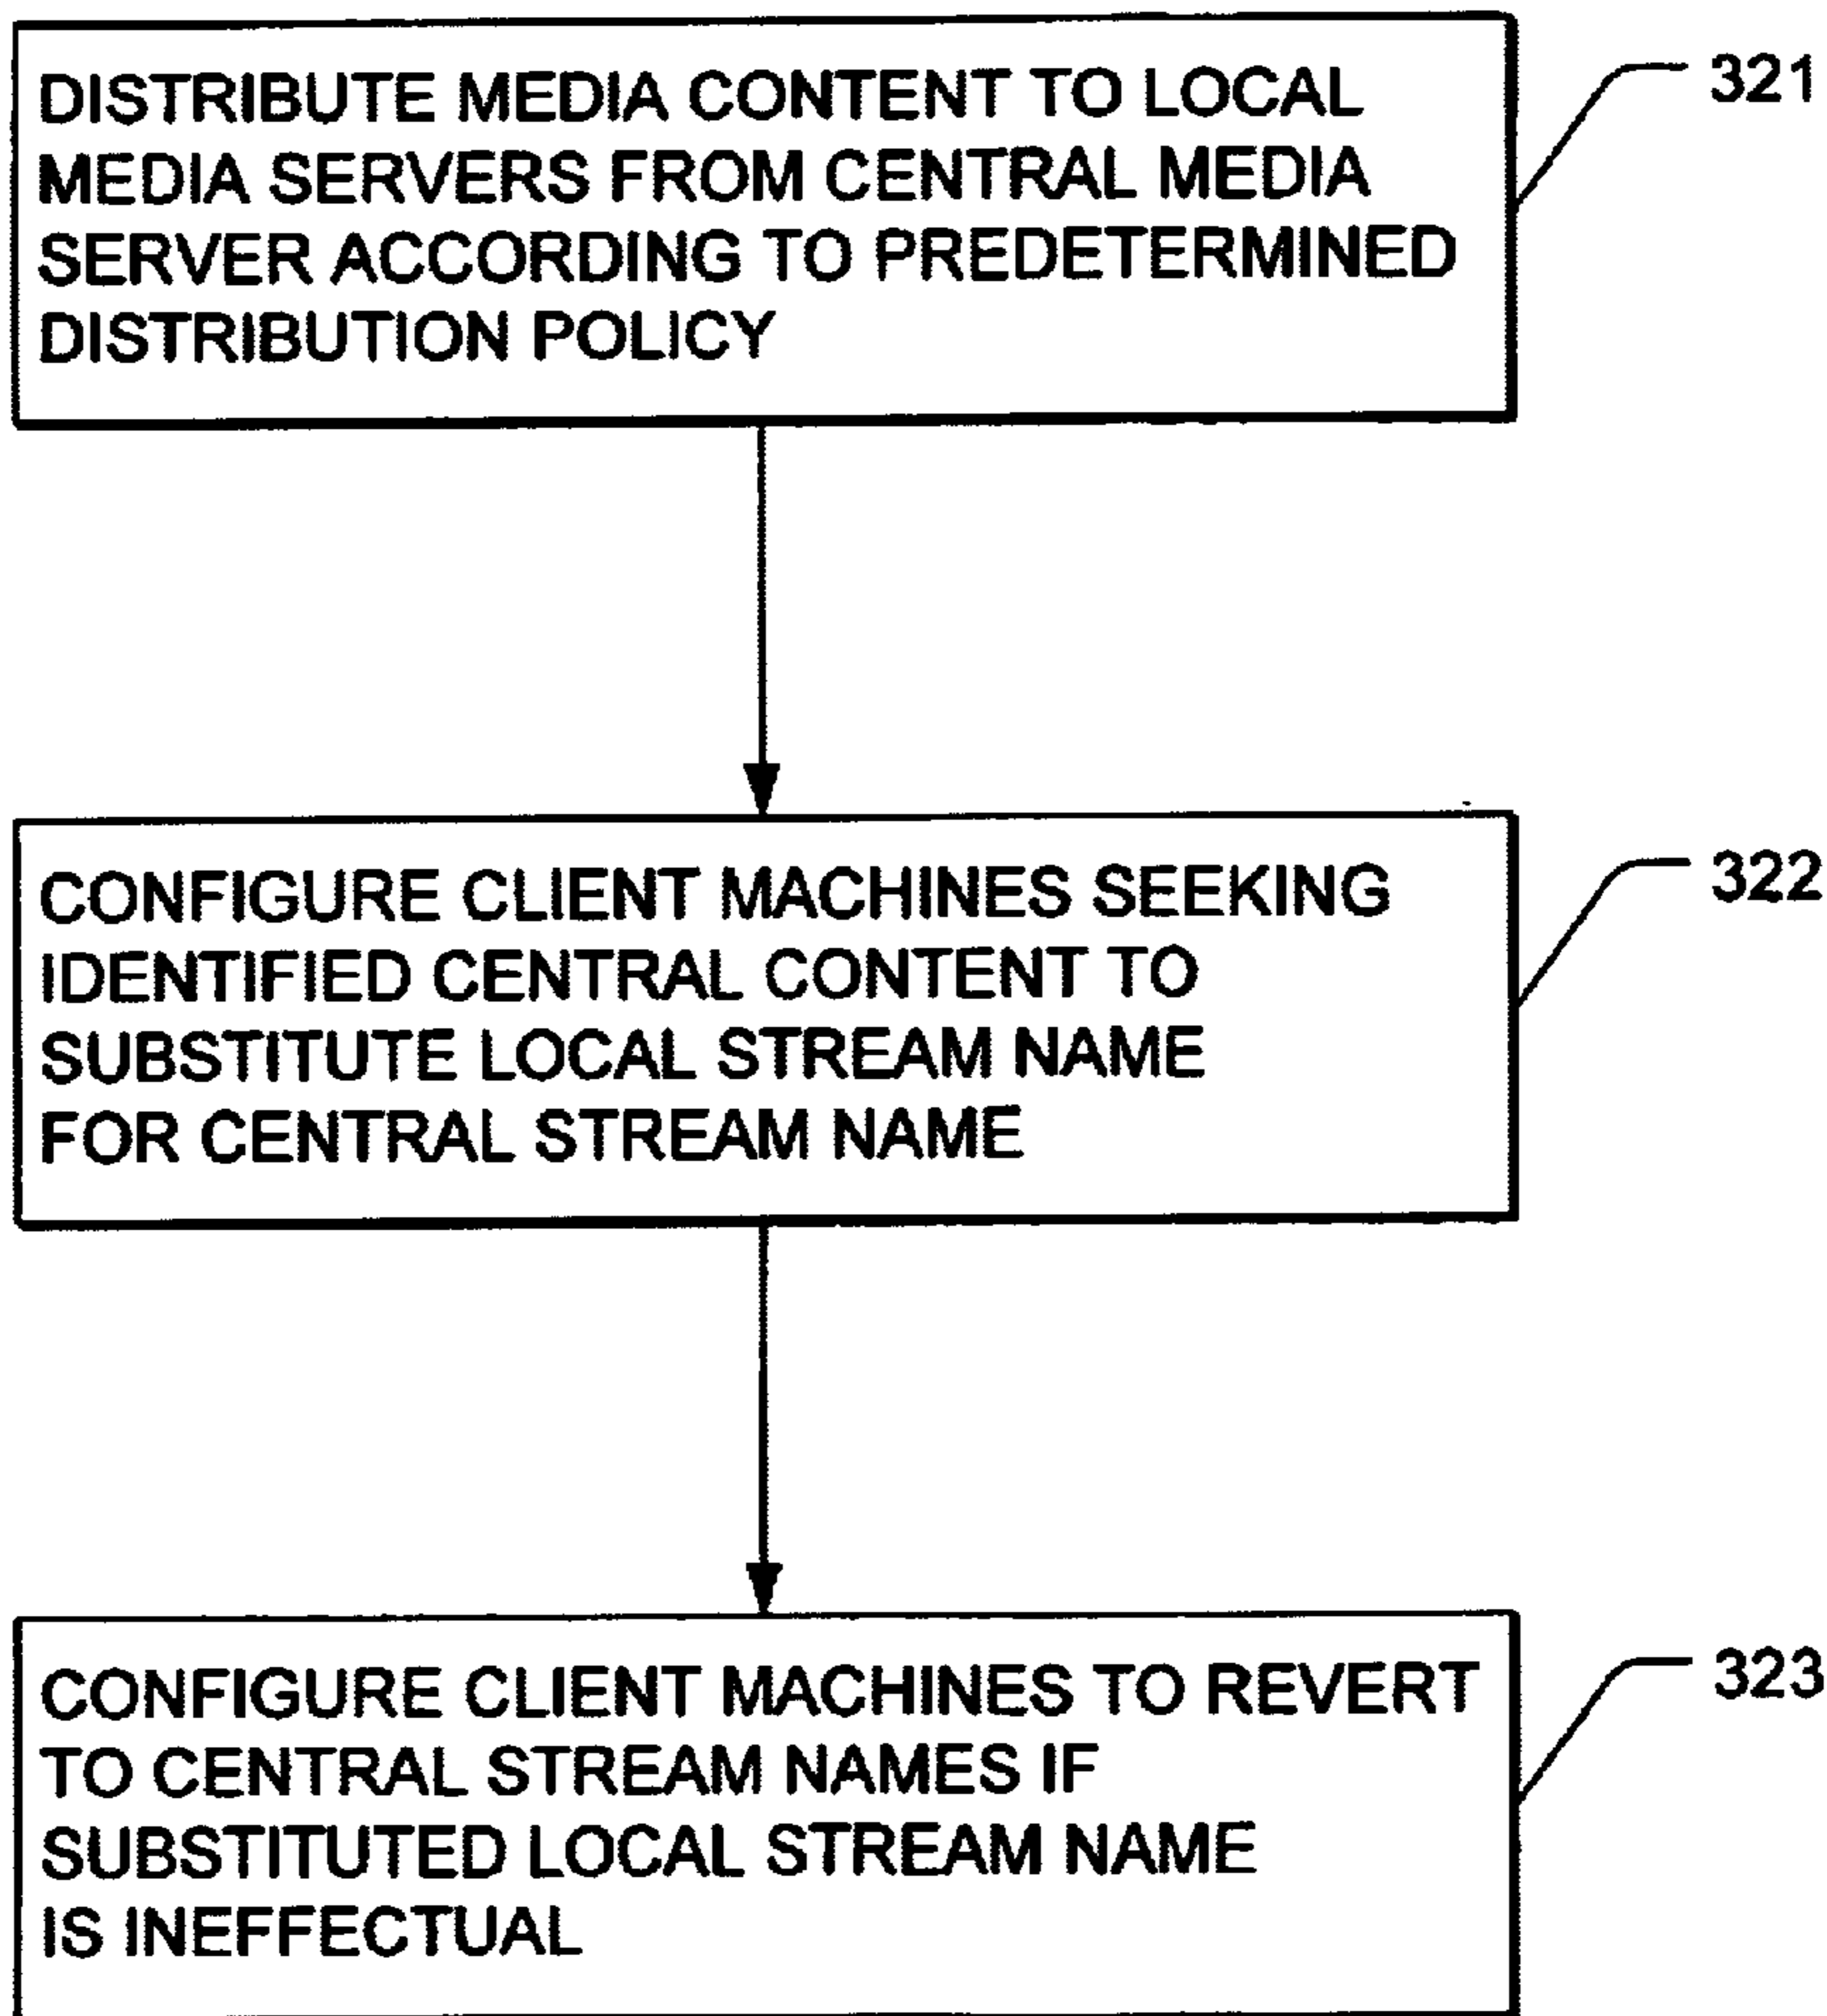 DISTRIBUTE MEDIA CONTENT TO LOCAL
MEDIA SERVERS FROM CENTRAL MEDIA
SERVER ACCORDING TO PREDETERMINED
DISTRIBUTION POLICY
321
CONFIGURE CLIENT MACHINES SEEKING
IDENTIFIED CENTRAL CONTENT TO
SUBSTITUTE LOCAL STREAM NAME
FOR CENTRAL STREAM NAME
322
CONFIGURE CLIENT MACHINES TO REVERT
TO CENTRAL STREAM NAMES IF
SUBSTITUTED LOCAL STREAM NAME
IS INEFFECTUAL
323